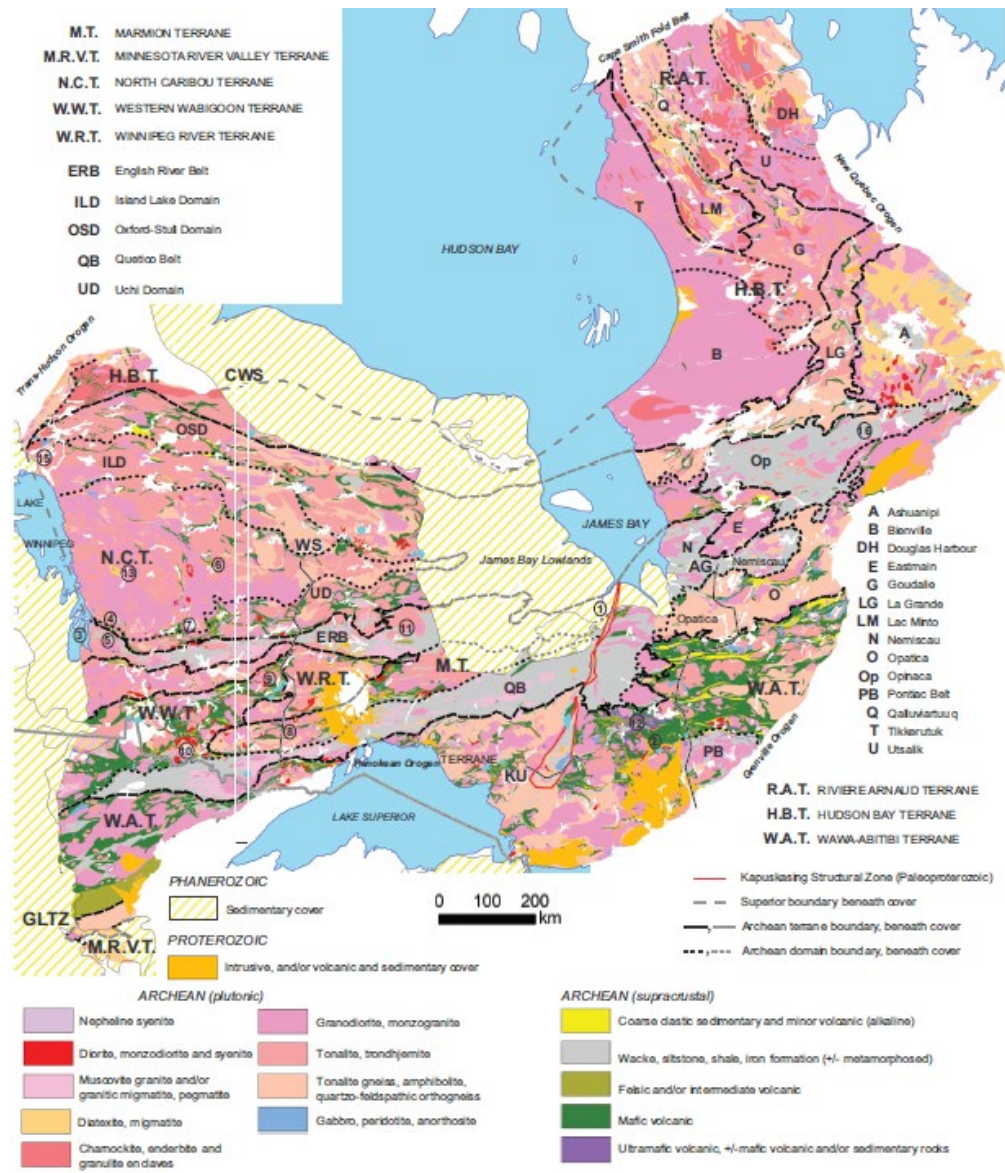 M.T. MARMION TERRANE
M.R.V.T. MINNESOTA RIVER VALLEY TERRANE
N.C.T. NORTH CARIBOU TERRANE
W.W.T. WESTERN WABIGOON TERRANE
W.R.T. WINNIPEG RIVER TERRANE
ERB English River Belt
ILD Island Lake Domain
OSD Oxford-Stull Domain
QB Quetico Belt
UD Uchi Domain
Cape Smith Fold Belt
R.A.T.
Q
DH
U
New Quebec Orogen
T
LM
G
HUDSON BAY
H.B.T.
B
A
LG
Trans-Hudson Orogen
H.B.T.
CWS
OSD
15
ILD
16
Op
LAKE
WINNIPEG
JAMES BAY
WS
N.C.T.
13
6
James Bay Lowlands
E
N
AG
Nemiscau
UD
O
3
4
5
7
1
Opatica
ERB
11
M.T.
W.R.T.
9
QB
W.W.T
W.A.T.
8
10
12
PB
Penokean Orogen
TERRANE
KU
Grenville Orogen
W.A.T.
LAKE SUPERIOR
GLTZ
M.R.V.T.
A Ashuanipi
B Bienville
DH Douglas Harbour
E Eastmain
G Goudalie
LG La Grande
LM Lac Minto
N Nemiscau
O Opatica
Op Opinaca
PB Pontiac Belt
Q Qalluviartuuq
T Tikkerutuk
U Utsalik
R.A.T. RIVIERE ARNAUD TERRANE
H.B.T. HUDSON BAY TERRANE
W.A.T. WAWA-ABITIBI TERRANE
Kapuskasing Structural Zone (Paleoproterozoic)
Superior boundary beneath cover
Archean terrane boundary, beneath cover
Archean domain boundary, beneath cover
0 100 200
km
PHANEROZOIC
Sedimentary cover
PROTEROZOIC
Intrusive, and/or volcanic and sedimentary cover
ARCHEAN (plutonic)
Nepheline syenite
Diorite, monzodiorite and syenite
Muscovite granite and/or
granitic migmatite, pegmatite
Diatexite, migmatite
Charnockite, enderbite and
granulite enclaves
Granodiorite, monzogranite
Tonalite, trondhjemite
Tonalite gneiss, amphibolite,
quartzo-feldspathic orthogneiss
Gabbro, peridotite, anorthosite
ARCHEAN (supracrustal)
Coarse clastic sedimentary and minor volcanic (alkaline)
Wacke, siltstone, shale, iron formation (+/- metamorphosed)
Felsic and/or intermediate volcanic
Mafic volcanic
Ultramafic volcanic, +/-mafic volcanic and/or sedimentary rocks